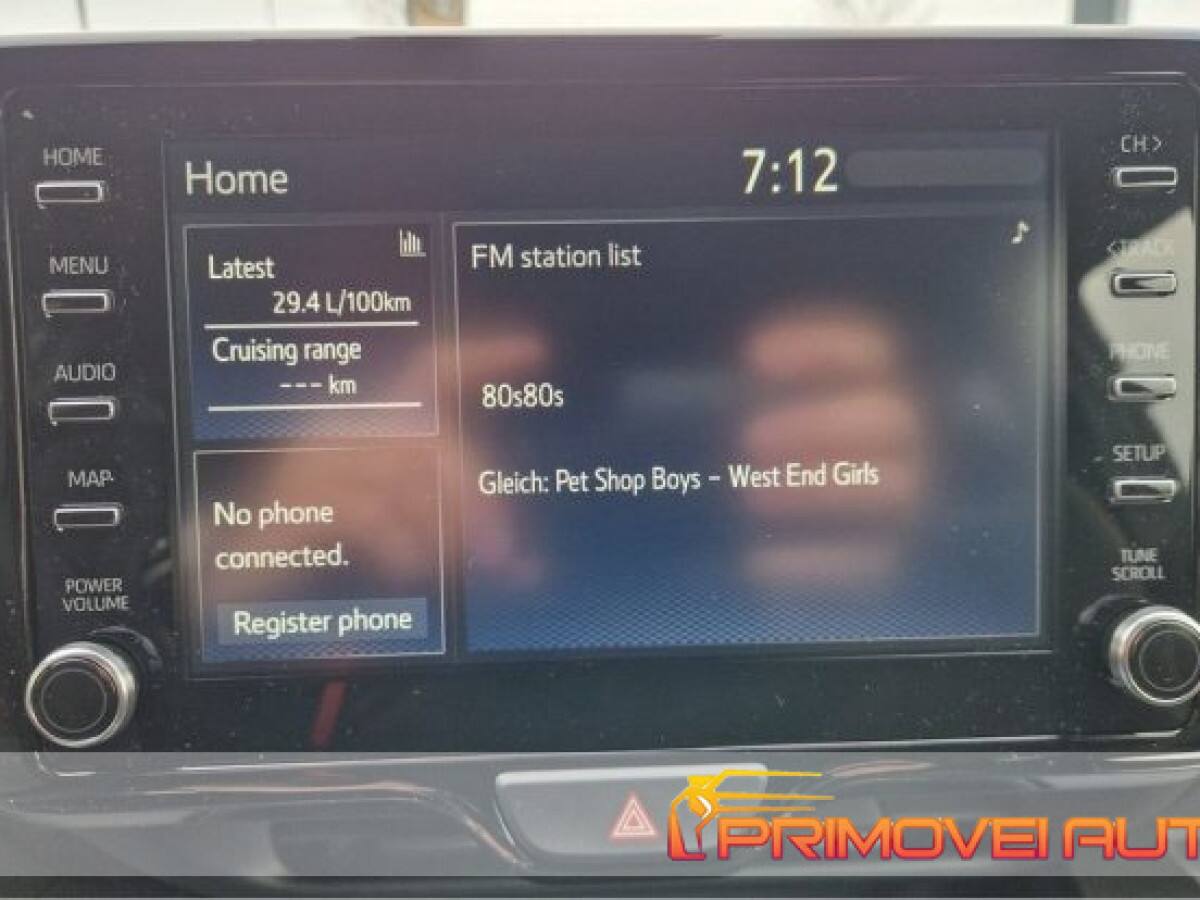 HOME
MENU
AUDIO
MAP
POWER
VOLUME
Home
7:12
Latest
29.4 L/100km
Cruising range
--- km
No phone
connected.
Register phone
FM station list
80s80s
Gleich: Pet Shop Boys - West End Girls
CH >
< TRACK
PHONE
SETUP
TUNE
SCROLL
PRIMOVEI AUT